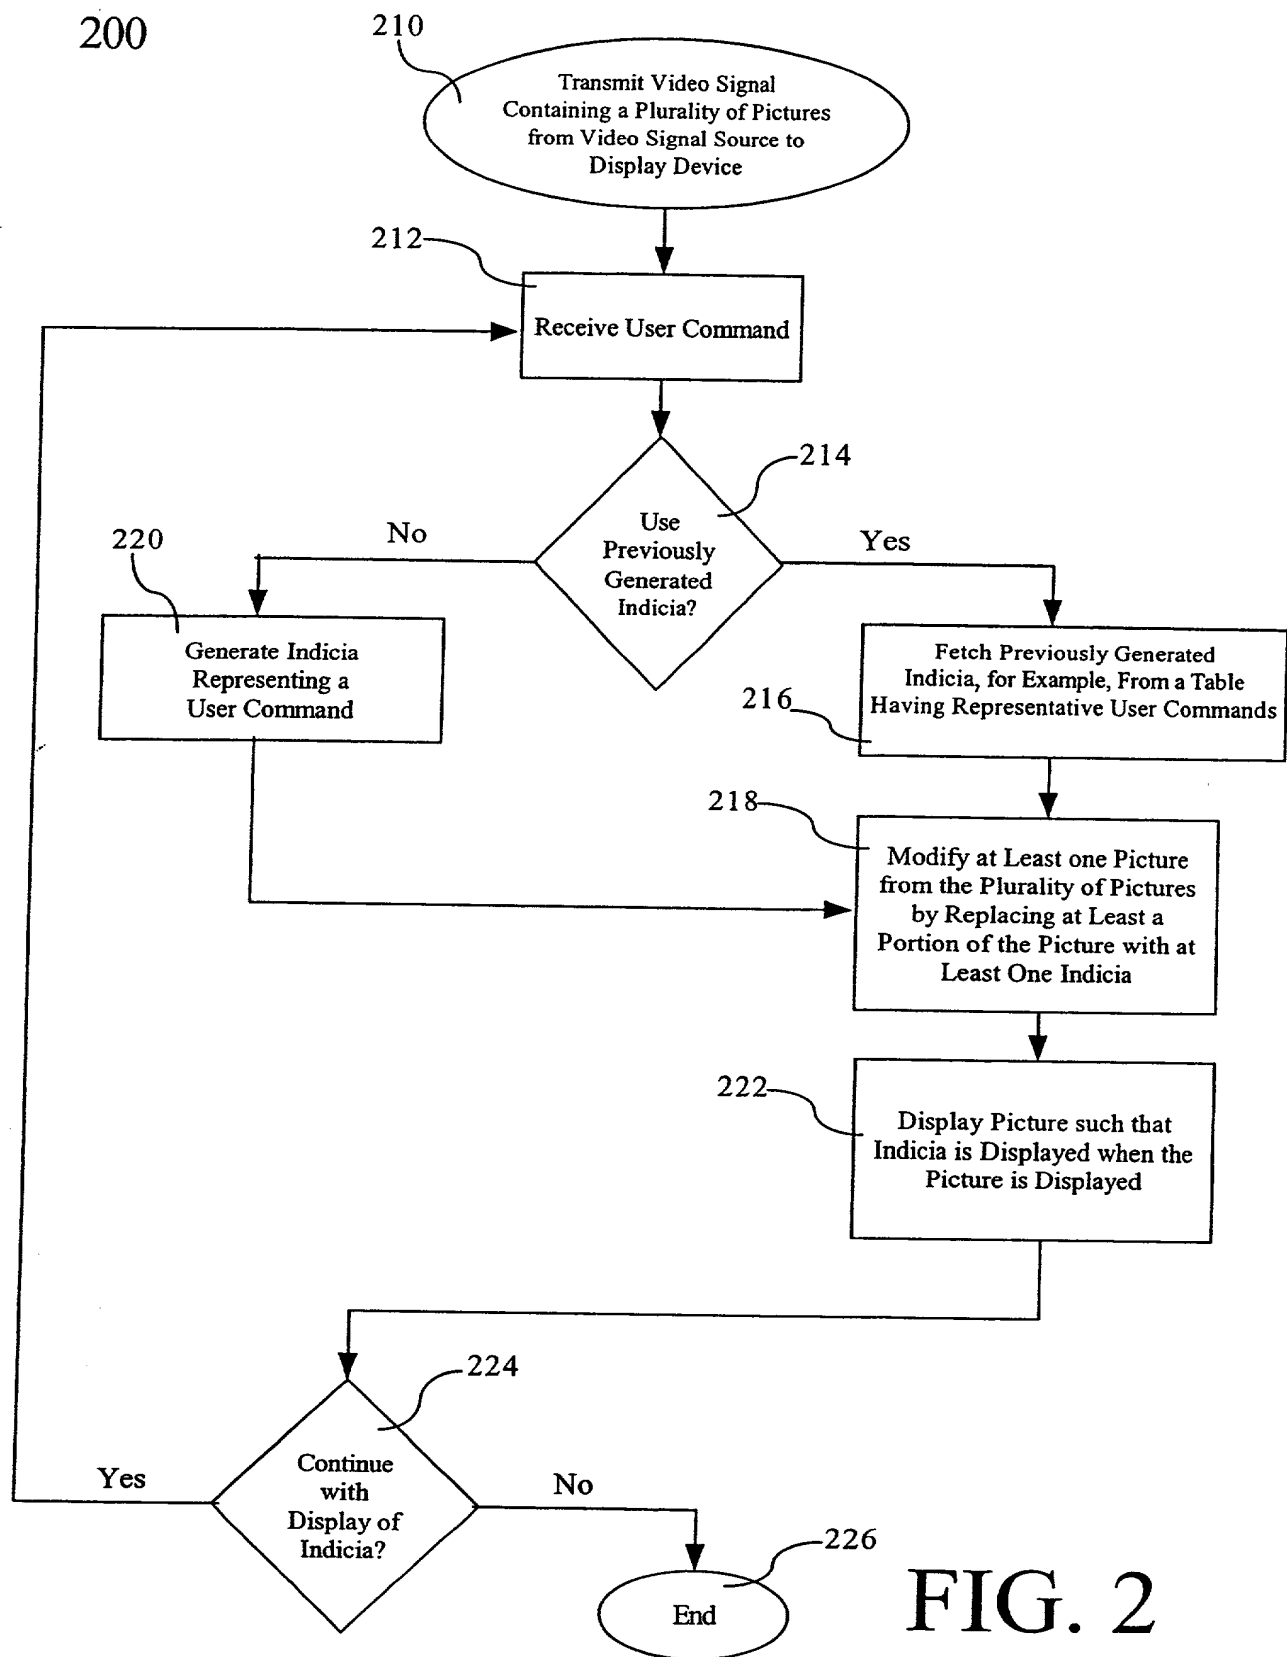 200
210
Transmit Video Signal
Containing a Plurality of Pictures
from Video Signal Source to
Display Device
212
Receive User Command
214
Use
Previously
Generated
Indicia?
No
Yes
220
Generate Indicia
Representing a
User Command
Fetch Previously Generated
Indicia, for Example, From a Table
Having Representative User Commands
216
218
Modify at Least one Picture
from the Plurality of Pictures
by Replacing at Least a
Portion of the Picture with at
Least One Indicia
222
Display Picture such that
Indicia is Displayed when the
Picture is Displayed
224
Continue
with
Display of
Indicia?
Yes
No
226
End
FIG. 2